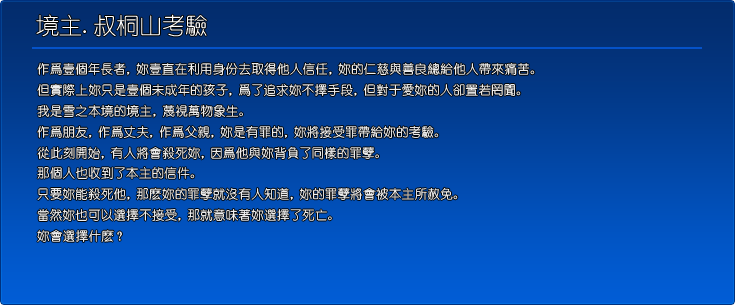 境主.叔桐山考驗
作爲壹個年長者,妳壹直在利用身份去取得他人信任,妳的仁慈與善良總給他人帶來痛苦。
但實際上妳只是壹個未成年的孩子,爲了追求妳不擇手段,但對于愛妳的人卻置若罔聞。
我是雪之本境的境主,蔑視萬物象生。
作爲朋友,作爲丈夫,作爲父親,妳是有罪的,妳將接受罪帶給妳的考驗。
從此刻開始,有人將會殺死妳,因爲他與妳背負了同樣的罪孽。
那個人也收到了本主的信件。
只要妳能殺死他,那麽妳的罪孽就沒有人知道,妳的罪孽將會被本主所赦免。
當然妳也可以選擇不接受,那就意味著妳選擇了死亡。
妳會選擇什麽?